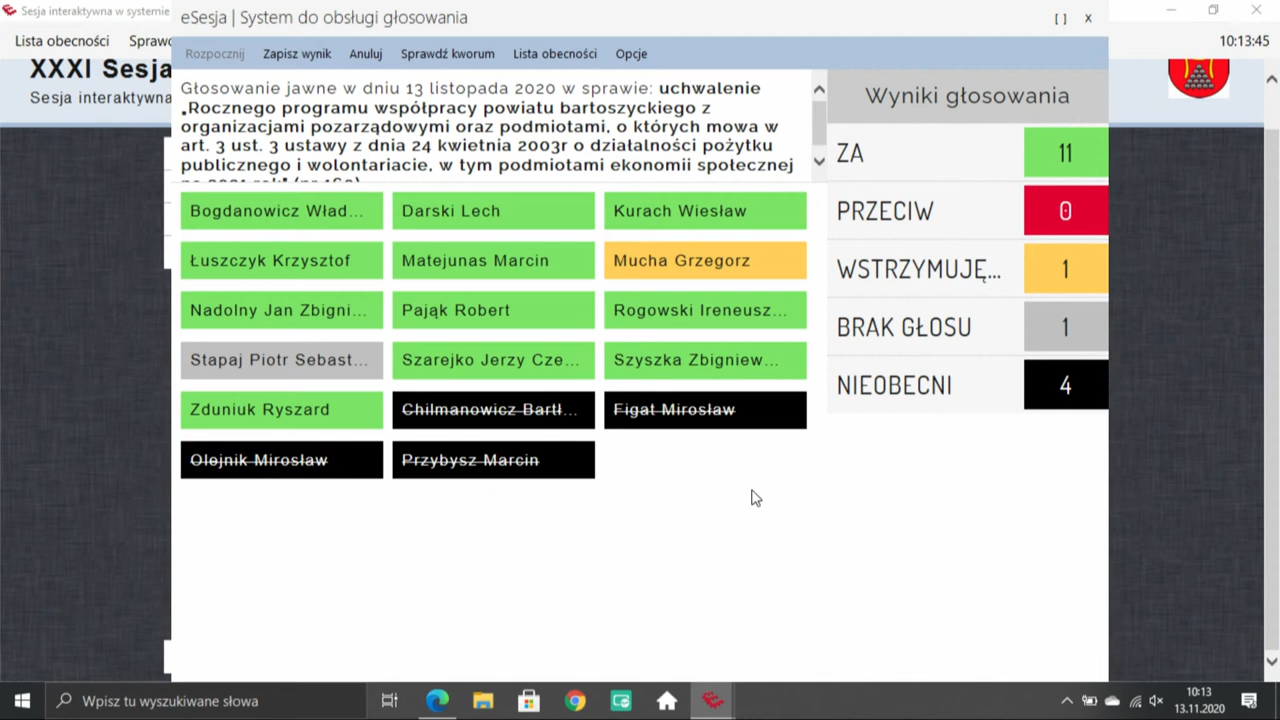 Sesja interaktywna w systemie
eSesja | System do obsługi głosowania
[ ] X
Lista obecności
Rozpocznij Zapisz wynik Anuluj Sprawdź kworum Lista obecności Opcje
10:13:45
XXXI Sesja
Sesja interaktywna
Głosowanie jawne w dniu 13 listopada 2020 w sprawie: uchwalenie
„Rocznego programu współpracy powiatu bartoszyckiego z
organizacjami pozarządowymi oraz podmiotami, o których mowa w
art. 3 ust. 3 ustawy z dnia 24 kwietnia 2003r o działalności pożytku
publicznego i wolontariacie, w tym podmiotami ekonomii społecznej
Wyniki głosowania
ZA 11
PRZECIW 0
WSTRZYMUJĘ... 1
BRAK GŁOSU 1
NIEOBECNI 4
Bogdanowicz Wład... Darski Lech Kurach Wiesław
Łuszczyk Krzysztof Matejunas Marcin Mucha Grzegorz
Nadolny Jan Zbigni... Pająk Robert Rogowski Ireneusz...
Stapaj Piotr Sebast... Szarejko Jerzy Cze... Szyszka Zbigniew...
Zduniuk Ryszard Chilmanowicz Bartł... Figat Mirosław
Olejnik Mirosław Przybysz Marcin
Wpisz tu wyszukiwane słowa
10:13
13.11.2020